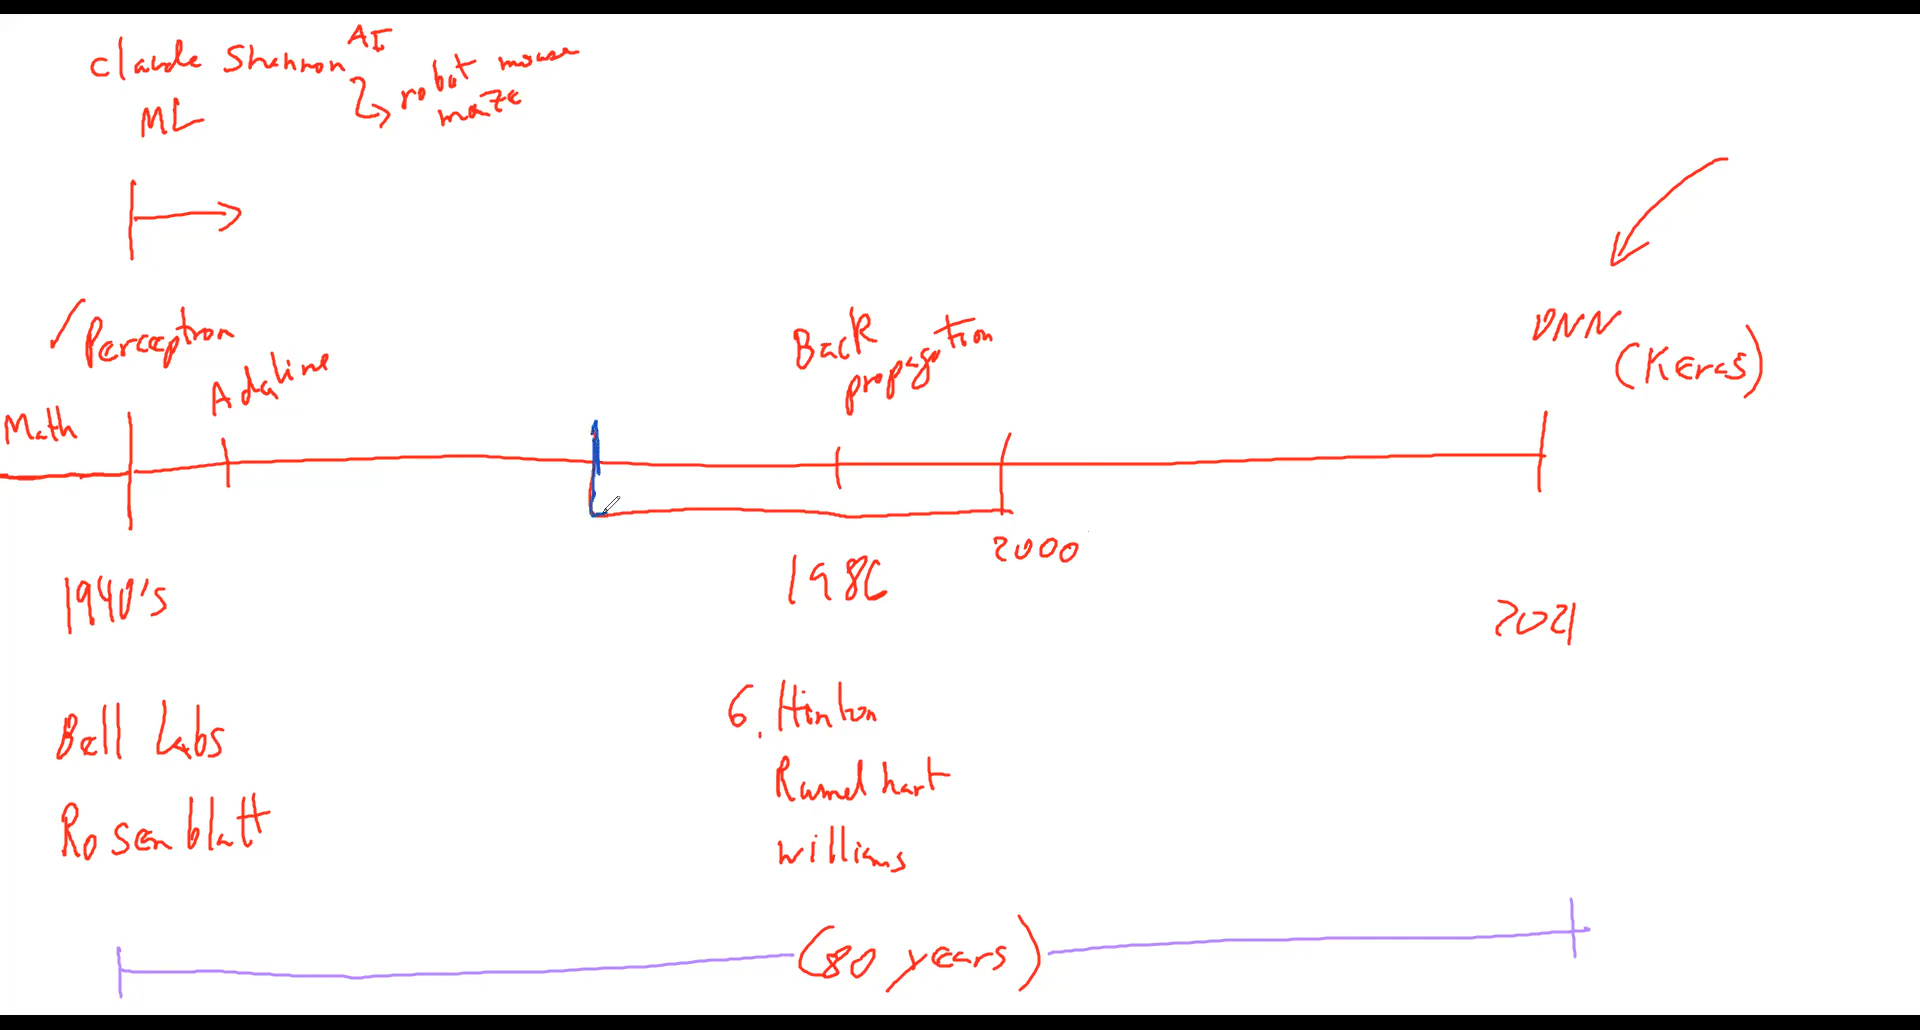 Claude Shannon AI
ML
robot mouse
maze
Perceptron
Adaline
Math
Back
propagation
DNN
(Keras)
1940's
1986
2000
2021
Bell Labs
Rosenblatt
G. Hinton
Rumelhart
Williams
(80 years)